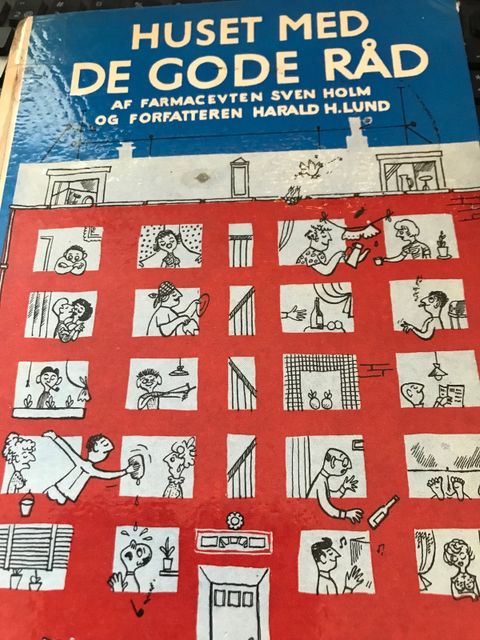 HUSET MED
DE GODE RÅD
AF FARMACEVTEN SVEN HOLM
OG FORFATTEREN HARALD H. LUND